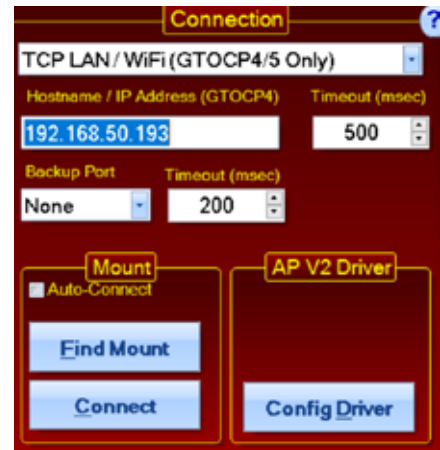 Connection
?
TCP LAN / WiFi (GTOCP4/5 Only)
Hostname / IP Address (GTOCP4) Timeout (msec)
192.168.50.193 500
Backup Port Timeout (msec)
None 200
Mount AP V2 Driver
Auto-Connect
Find Mount
Connect Config Driver